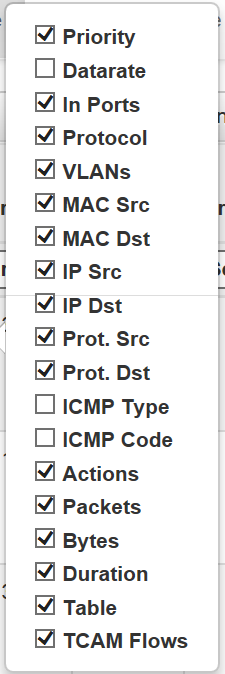 Priority
Datarate
In Ports
Protocol
VLANs
MAC Src
MAC Dst
IP Src
IP Dst
Prot. Src
Prot. Dst
ICMP Type
ICMP Code
Actions
Packets
Bytes
Duration
Table
TCAM Flows